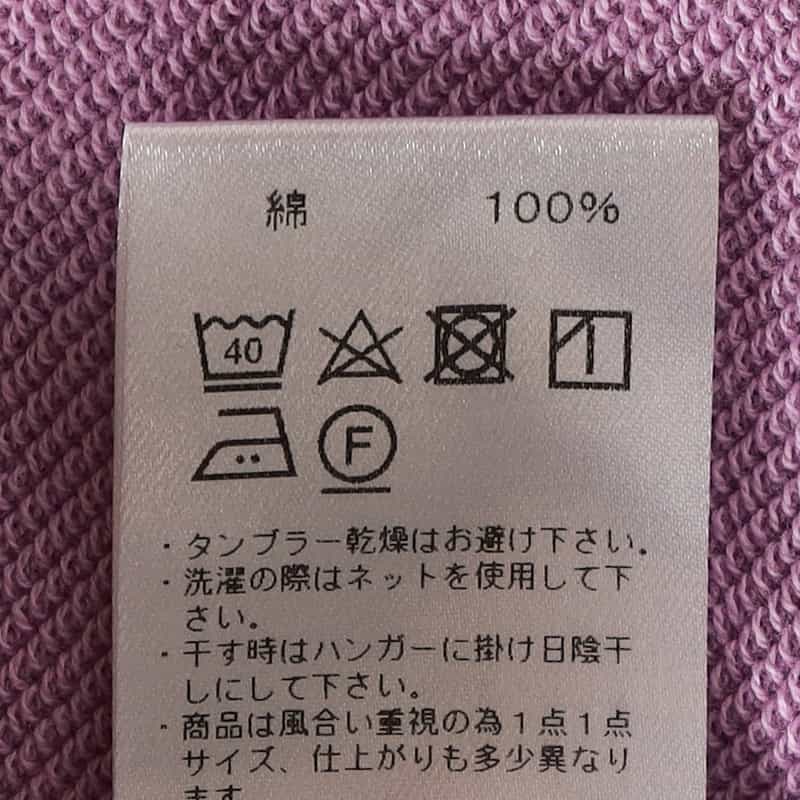 綿 100%
40
F
・タンブラー乾燥はお避け下さい。
・洗濯の際はネットを使用して下
さい。
・干す時はハンガーに掛け日陰干
しにして下さい。
・商品は風合い重視の為1点1点
サイズ、仕上がりも多少異なり
ます